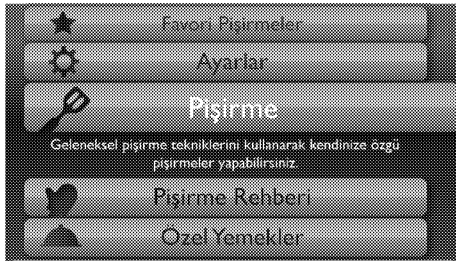 Favori Pişirmeler
Ayarlar
Pişirme
Geleneksel pişirme tekniklerini kullanarak kendinize özgü
pişirmeler yapabilirsiniz.
Pişirme Rehberi
Özel Yemekler